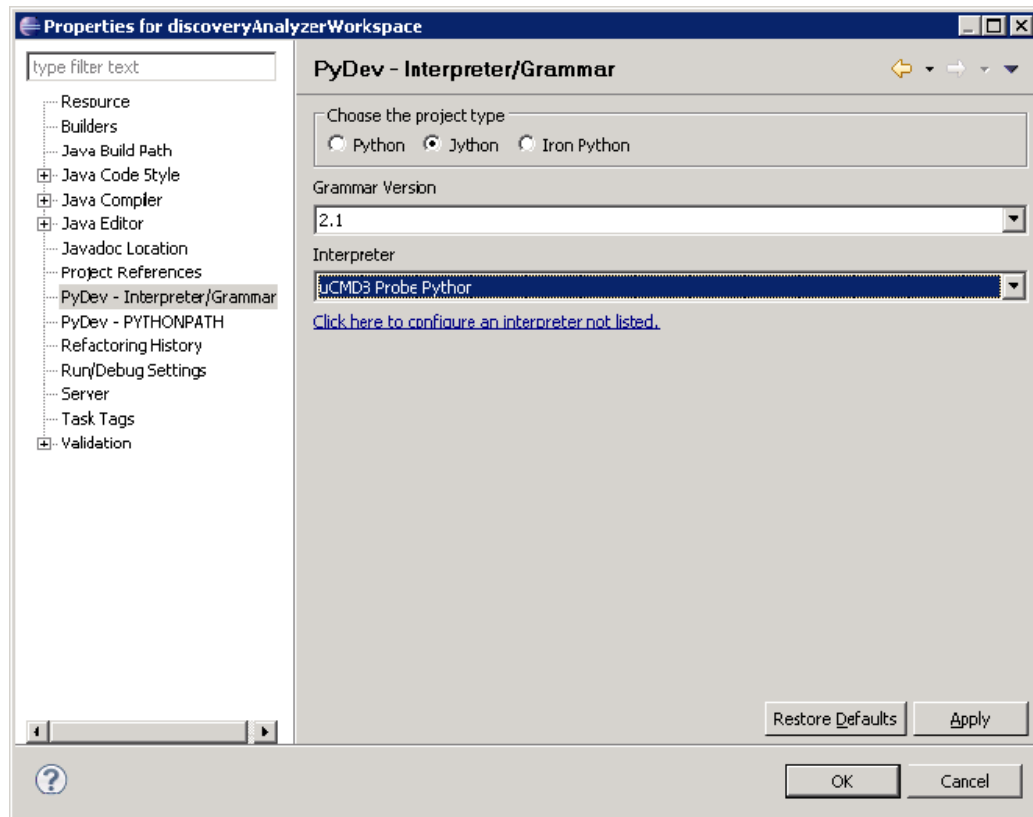 Properties for discoveryAnalyzerWorkspace
type filter text
Resource
Builders
Java Build Path
Java Code Style
Java Compiler
Java Editor
Javadoc Location
Project References
PyDev - Interpreter/Grammar
PyDev - PYTHONPATH
Refactoring History
Run/Debug Settings
Server
Task Tags
Validation
PyDev - Interpreter/Grammar
Choose the project type
Python Jython Iron Python
Grammar Version
2.1
Interpreter
uCMDB Probe Python
Click here to configure an interpreter not listed.
Restore Defaults Apply
OK Cancel